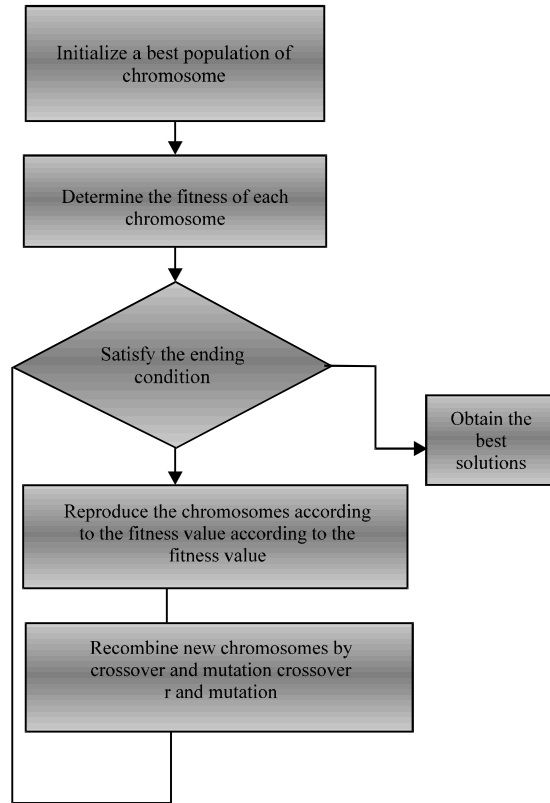 Initialize a best population of
chromosome
Determine the fitness of each
chromosome
Satisfy the ending
condition
Obtain the
best
solutions
Reproduce the chromosomes according
to the fitness value according to the
fitness value
Recombine new chromosomes by
crossover and mutation crossover
r and mutation